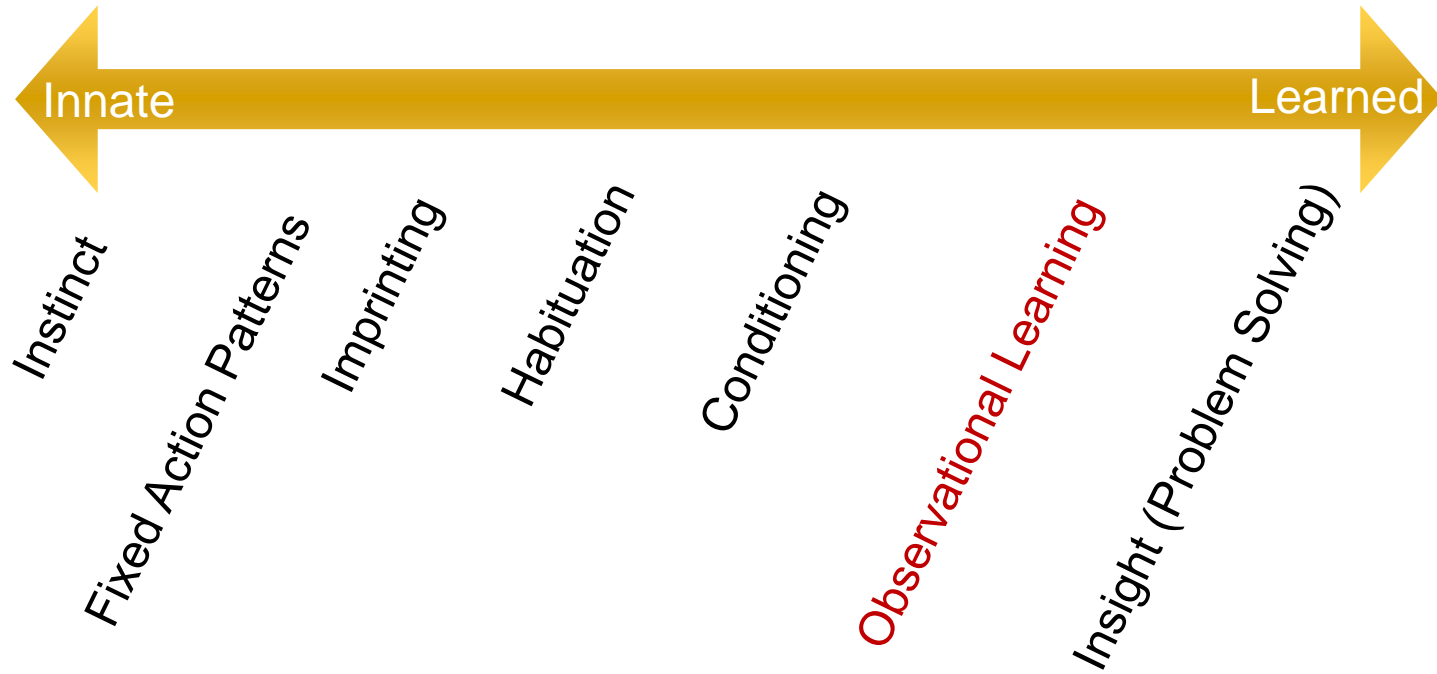 Innate
Learned
Instinct
Fixed Action Patterns
Imprinting
Habituation
Conditioning
Observational Learning
Insight (Problem Solving)